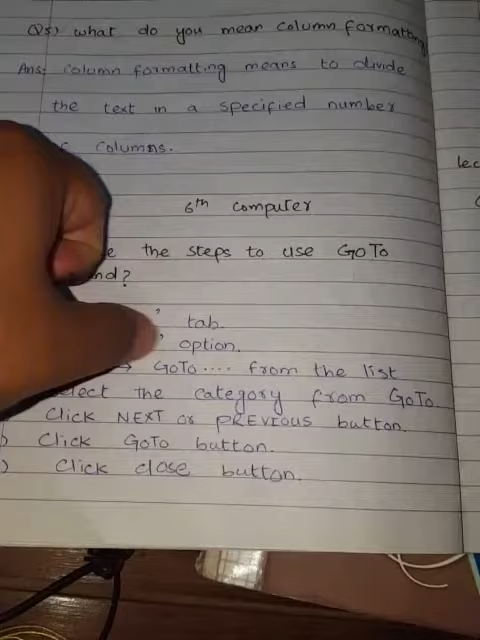 Q5) what do you mean column formatting
Ans: column formatting means to divide
the text in a specified number
columns.
6th computer
the steps to use GoTo
?
tab.
option.
→ GoTo.... from the list
the category from GoTo.
Click NEXT or PREVIOUS button.
) Click GoTo button.
) Click close button.
lec